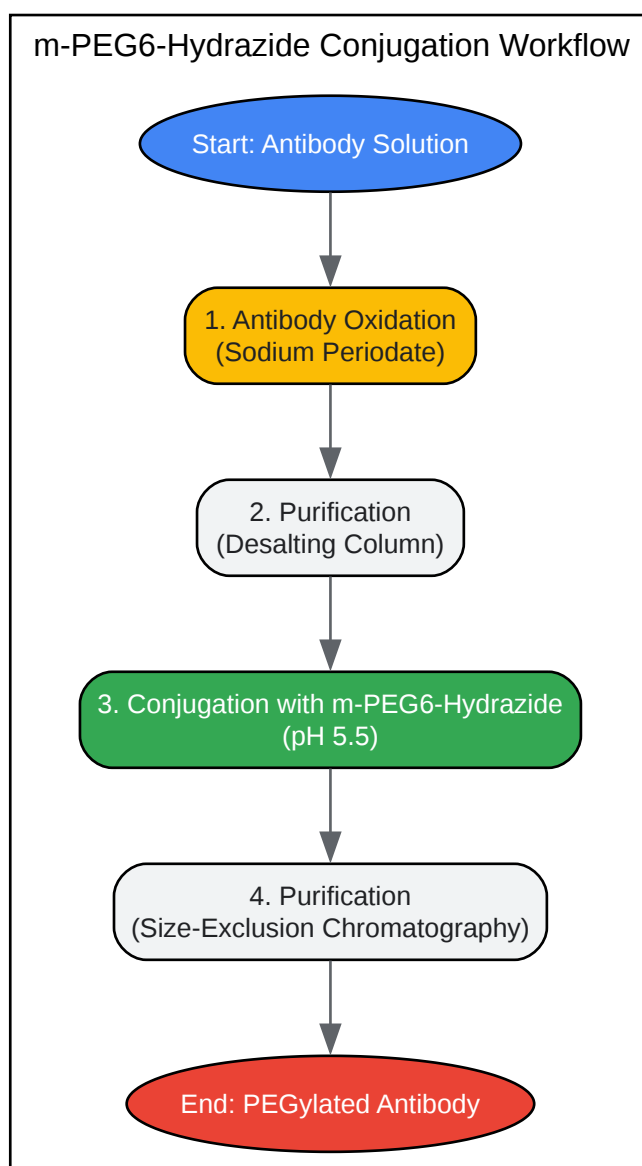 m-PEG6-Hydrazide Conjugation Workflow
Start: Antibody Solution
1. Antibody Oxidation
(Sodium Periodate)
2. Purification
(Desalting Column)
3. Conjugation with m-PEG6-Hydrazide
(pH 5.5)
4. Purification
(Size-Exclusion Chromatography)
End: PEGylated Antibody